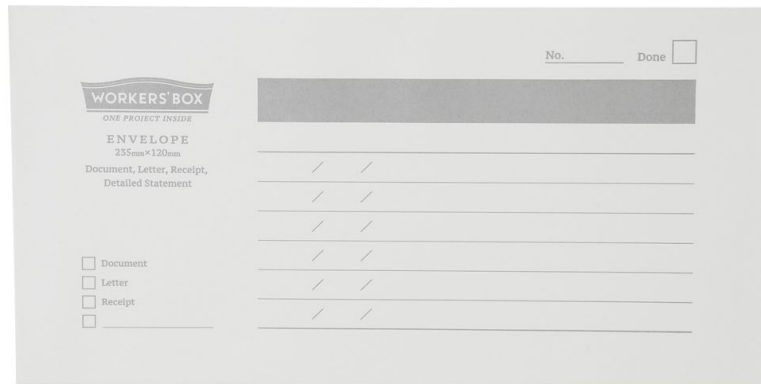 No. Done
WORKERS' BOX
ONE PROJECT INSIDE
ENVELOPE
235mm×120mm
Document, Letter, Receipt,
Detailed Statement
/ /
/ /
/ /
/ /
/ /
/ /
Document
Letter
Receipt